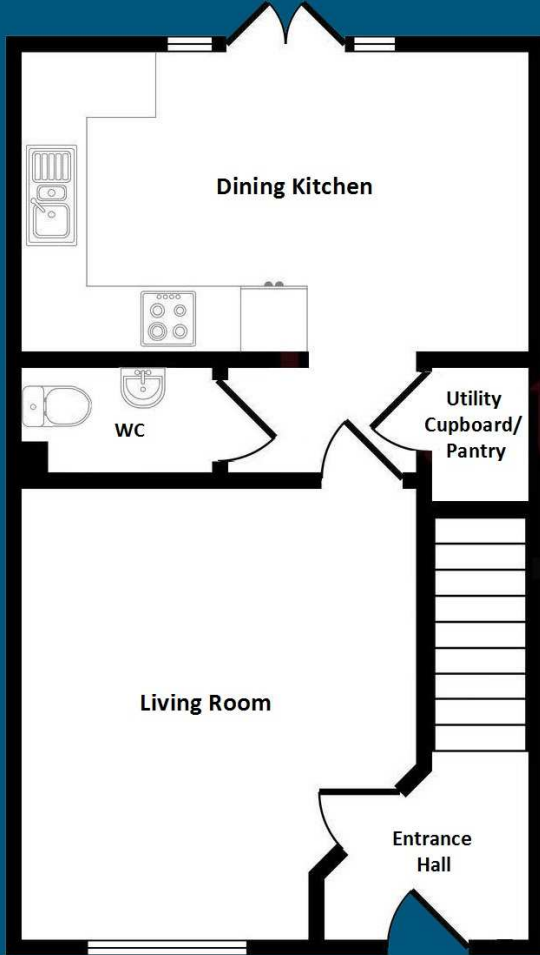 Dining Kitchen
WC
Utility
Cupboard/
Pantry
Living Room
Entrance
Hall